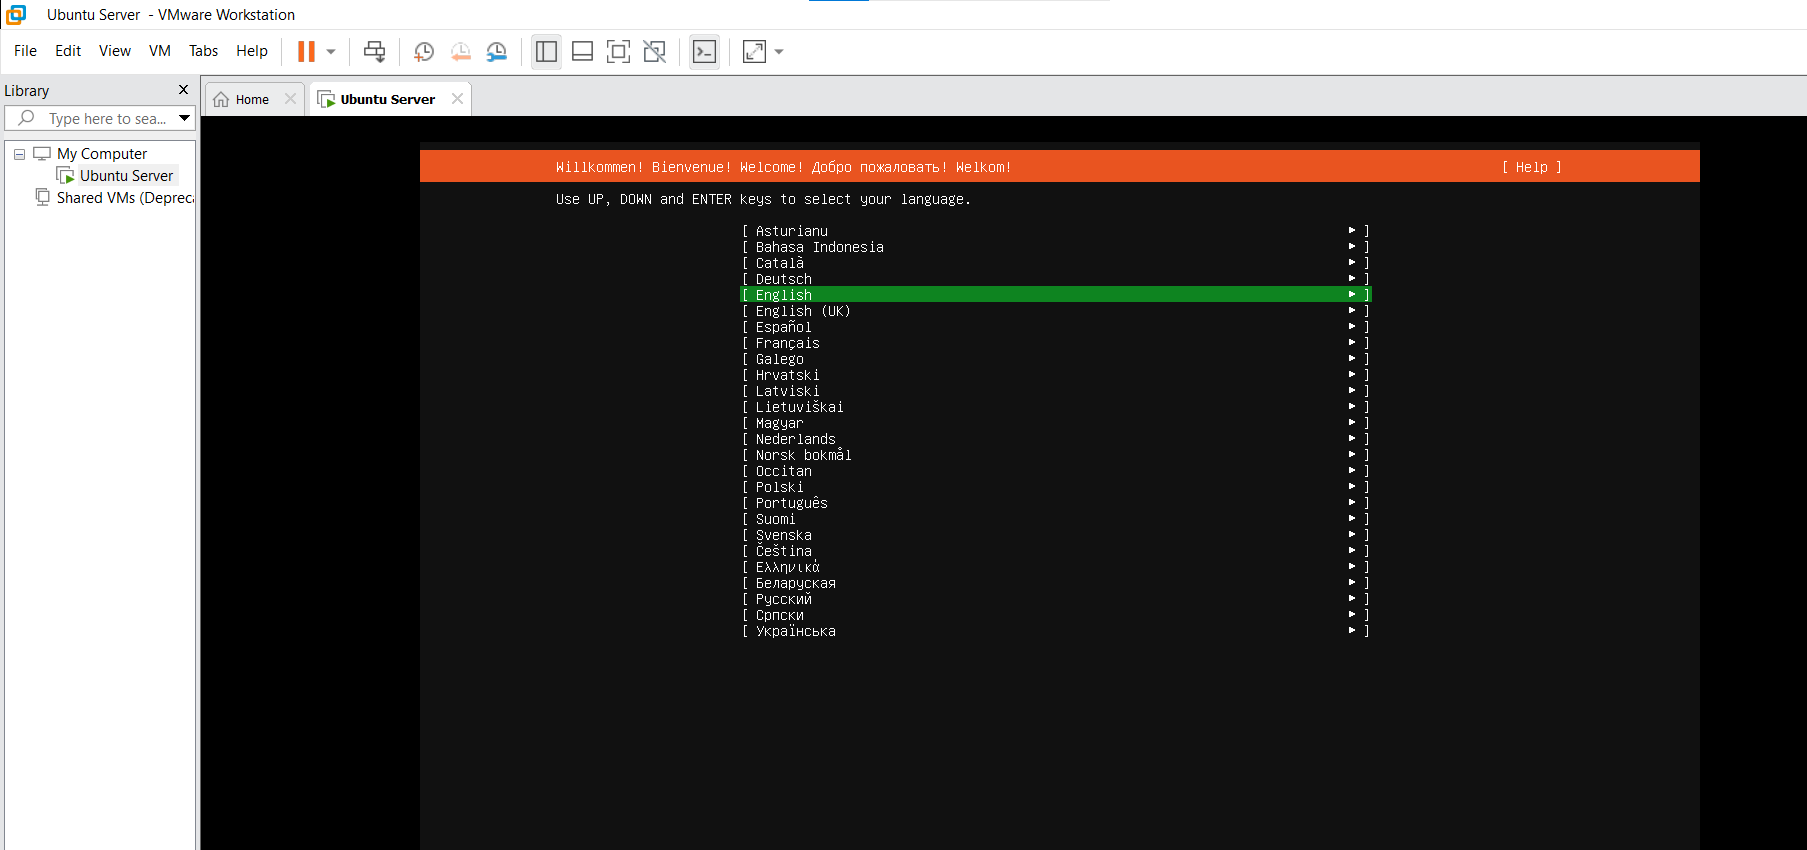 Ubuntu Server - VMware Workstation
File Edit View VM Tabs Help
Library
Home
Ubuntu Server
Type here to sea...
My Computer
Ubuntu Server
Shared VMs (Depreca
Willkommen! Bienvenue! Welcome! Добро пожаловать! Welkom! [ Help ]
Use UP, DOWN and ENTER keys to select your language.
[ Asturianu ► ]
[ Bahasa Indonesia ► ]
[ Català ► ]
[ Deutsch ► ]
[ English ► ]
[ English (UK) ► ]
[ Español ► ]
[ Français ► ]
[ Galego ► ]
[ Hrvatski ► ]
[ Latviski ► ]
[ Lietuviškai ► ]
[ Magyar ► ]
[ Nederlands ► ]
[ Norsk bokmål ► ]
[ Occitan ► ]
[ Polski ► ]
[ Português ► ]
[ Suomi ► ]
[ Svenska ► ]
[ Čeština ► ]
[ Ελληνικά ► ]
[ Беларуская ► ]
[ Русский ► ]
[ Српски ► ]
[ Українська ► ]